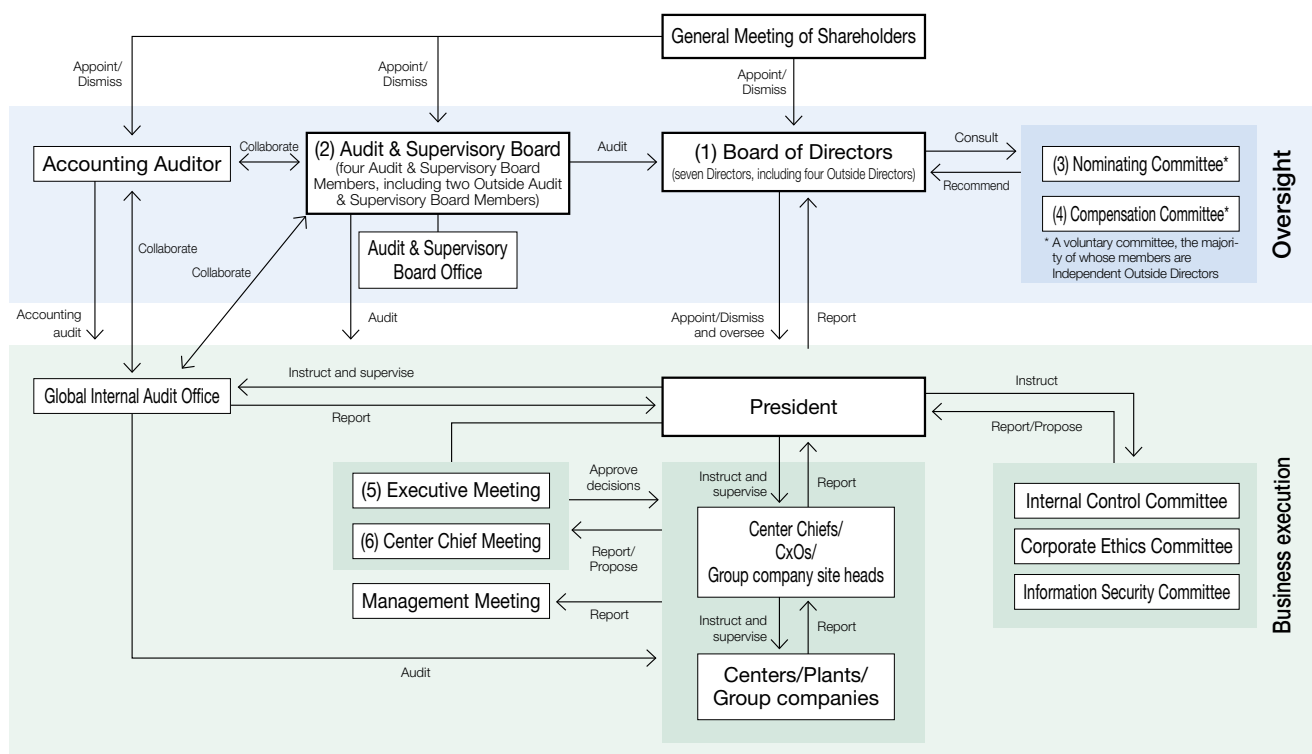 General Meeting of Shareholders
Appoint/
Dismiss
Appoint/
Dismiss
Appoint/
Dismiss
Accounting Auditor
Collaborate
(2) Audit & Supervisory Board
(four Audit & Supervisory Board
Members, including two Outside Audit
& Supervisory Board Members)
Audit
(1) Board of Directors
(seven Directors, including four Outside Directors)
Consult
Recommend
(3) Nominating Committee*
(4) Compensation Committee*
* A voluntary committee, the majori-
ty of whose members are
Independent Outside Directors
Oversight
Collaborate
Collaborate
Audit & Supervisory
Board Office
Accounting
audit
Audit
Appoint/Dismiss
and oversee
Report
Global Internal Audit Office
Instruct and supervise
Report
President
Instruct
Report/Propose
(5) Executive Meeting
(6) Center Chief Meeting
Approve
decisions
Report/
Propose
Management Meeting
Report
Instruct and
supervise
Report
Center Chiefs/
CxOs/
Group company site heads
Instruct and
supervise
Report
Centers/Plants/
Group companies
Audit
Internal Control Committee
Corporate Ethics Committee
Information Security Committee
Business execution